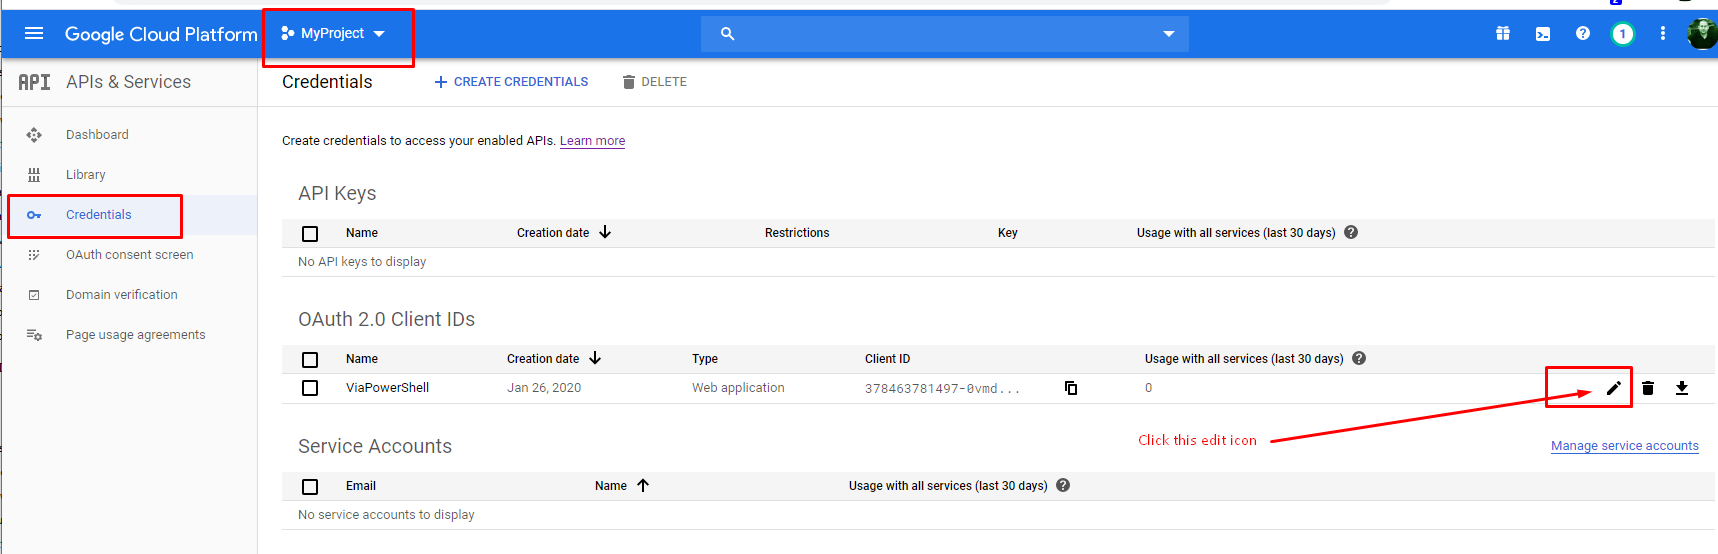 Google Cloud Platform
MyProject
1
API APIs & Services
Credentials
CREATE CREDENTIALS
DELETE
Dashboard
Library
Credentials
OAuth consent screen
Domain verification
Page usage agreements
Create credentials to access your enabled APIs. Learn more
API Keys
Name Creation date Restrictions Key Usage with all services (last 30 days)
No API keys to display
OAuth 2.0 Client IDs
Name Creation date Type Client ID Usage with all services (last 30 days)
ViaPowerShell Jan 26, 2020 Web application 378463781497-0vmd... 0
Click this edit icon
Service Accounts
Manage service accounts
Email Name Usage with all services (last 30 days)
No service accounts to display